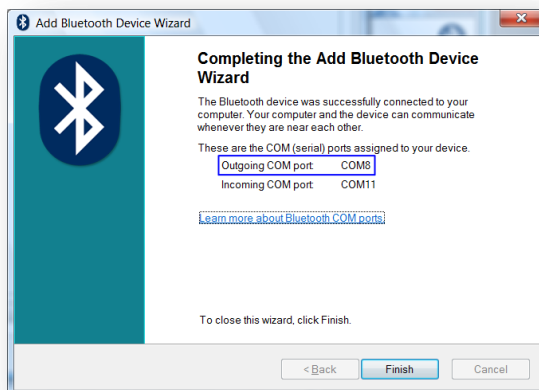 Add Bluetooth Device Wizard
Completing the Add Bluetooth Device
Wizard
The Bluetooth device was successfully connected to your
computer. Your computer and the device can communicate
whenever they are near each other.
These are the COM (serial) ports assigned to your device.
Outgoing COM port: COM8
Incoming COM port: COM11
Learn more about Bluetooth COM ports.
To close this wizard, click Finish.
< Back Finish Cancel